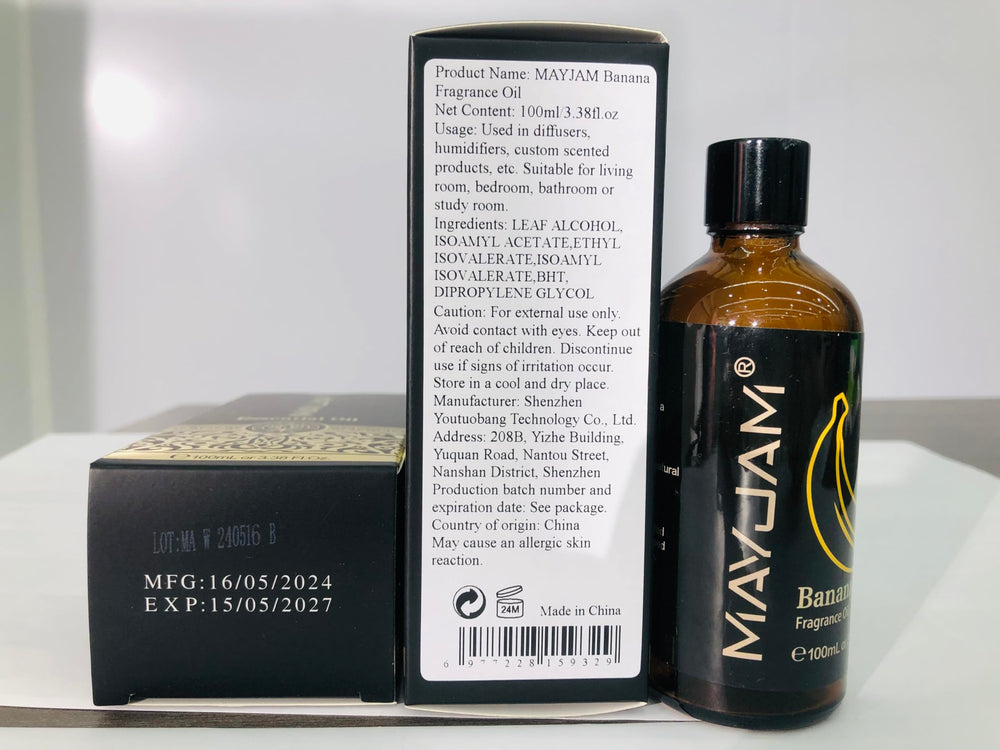 Essential Oil
℮100mL or 3.38 Fl.Oz.
LOT:MA W 240516 B
MFG:16/05/2024
EXP:15/05/2027
Product Name: MAYJAM Banana
Fragrance Oil
Net Content: 100ml/3.38fl.oz
Usage: Used in diffusers,
humidifiers, custom scented
products, etc. Suitable for living
room, bedroom, bathroom or
study room.
Ingredients: LEAF ALCOHOL,
ISOAMYL ACETATE,ETHYL
ISOVALERATE,ISOAMYL
ISOVALERATE,BHT,
DIPROPYLENE GLYCOL
Caution: For external use only.
Avoid contact with eyes. Keep out
of reach of children. Discontinue
use if signs of irritation occur.
Store in a cool and dry place.
Manufacturer: Shenzhen
Youtuobang Technology Co., Ltd.
Address: 208B, Yizhe Building,
Yuquan Road, Nantou Street,
Nanshan District, Shenzhen
Production batch number and
expiration date: See package.
Country of origin: China
May cause an allergic skin
reaction.
24M
Made in China
6 977228 159329
MAYJAM®
Banan
Fragrance O
℮100mL or